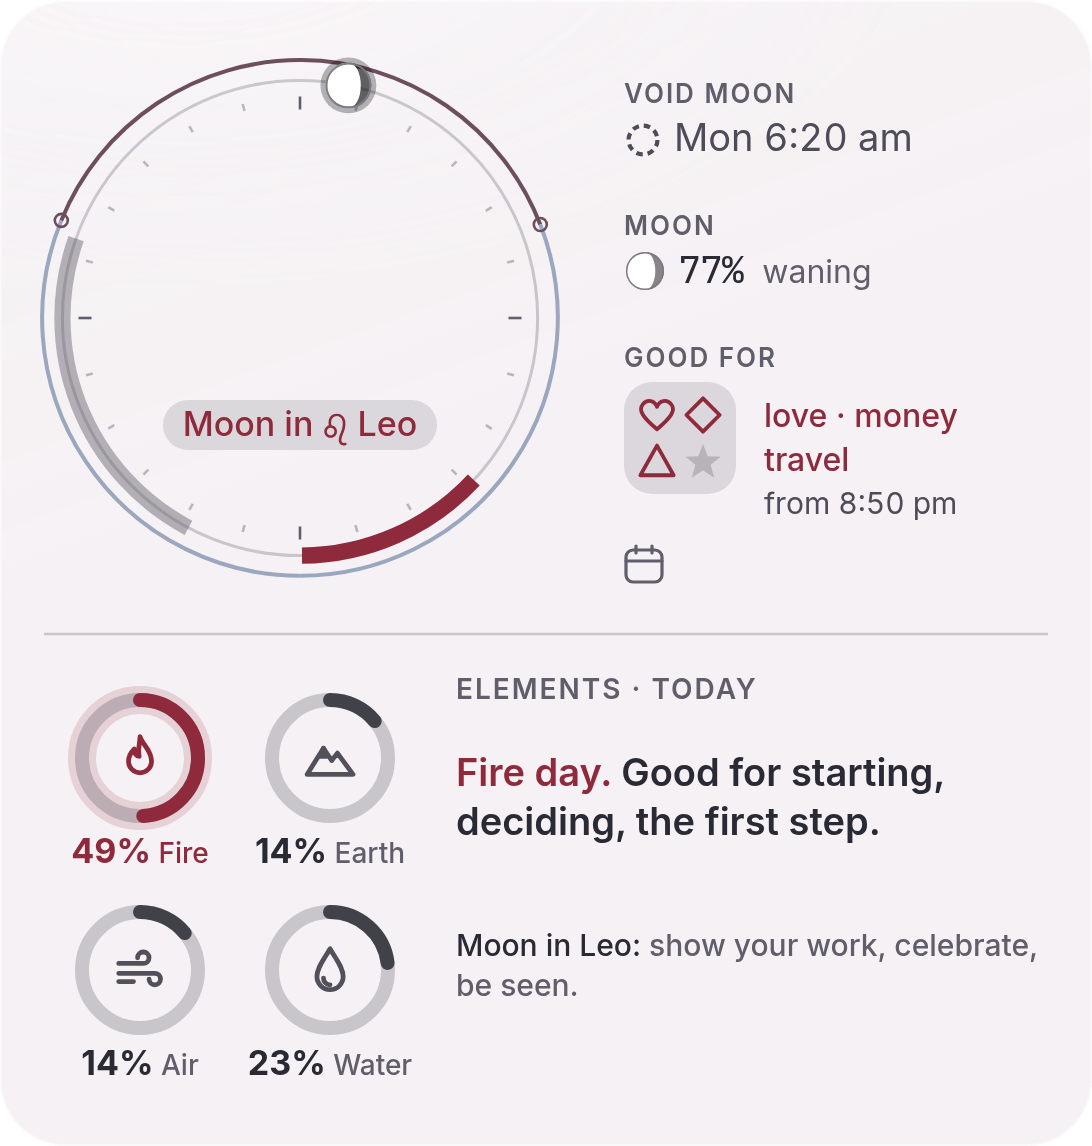 VOID MOON
Mon 6:20 am
MOON
77% waning
GOOD FOR
love · money
travel
from 8:50 pm
Moon in ♌︎ Leo
ELEMENTS · TODAY
Fire day. Good for starting,
deciding, the first step.
49% Fire
14% Earth
Moon in Leo: show your work, celebrate,
be seen.
14% Air
23% Water